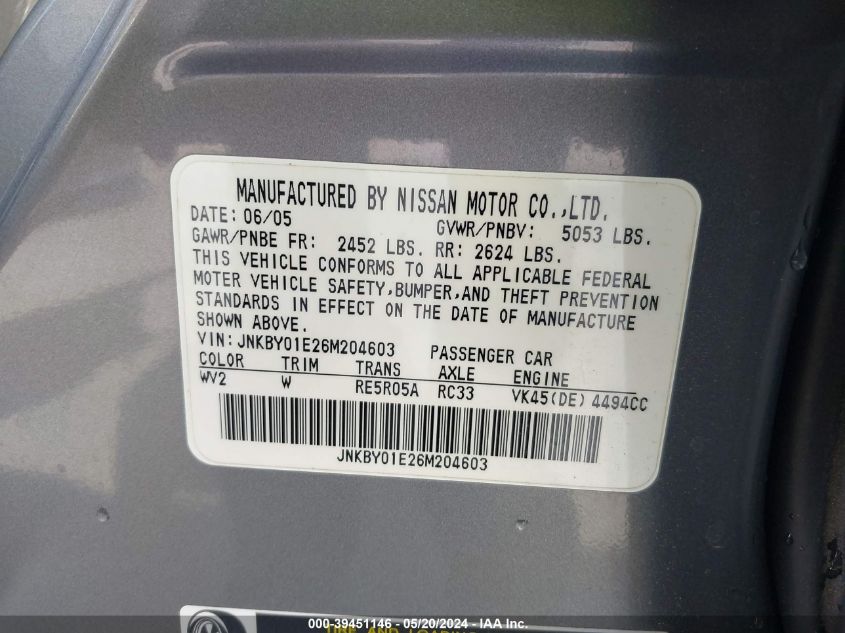 MANUFACTURED BY NISSAN MOTOR CO.,LTD.
DATE: 06/05 GVWR/PNBV: 5053 LBS.
GAWR/PNBE FR: 2452 LBS. RR: 2624 LBS.
THIS VEHICLE CONFORMS TO ALL APPLICABLE FEDERAL
MOTER VEHICLE SAFETY,BUMPER,AND THEFT PREVENTION
STANDARDS IN EFFECT ON THE DATE OF MANUFACTURE
SHOWN ABOVE.
VIN:JNKBY01E26M204603 PASSENGER CAR
COLOR TRIM TRANS AXLE ENGINE
WV2 W RE5R05A RC33 VK45(DE) 4494CC
JNKBY01E26M204603
TIRE AND LOADING
000-39451146 - 05/20/2024 - IAA Inc.